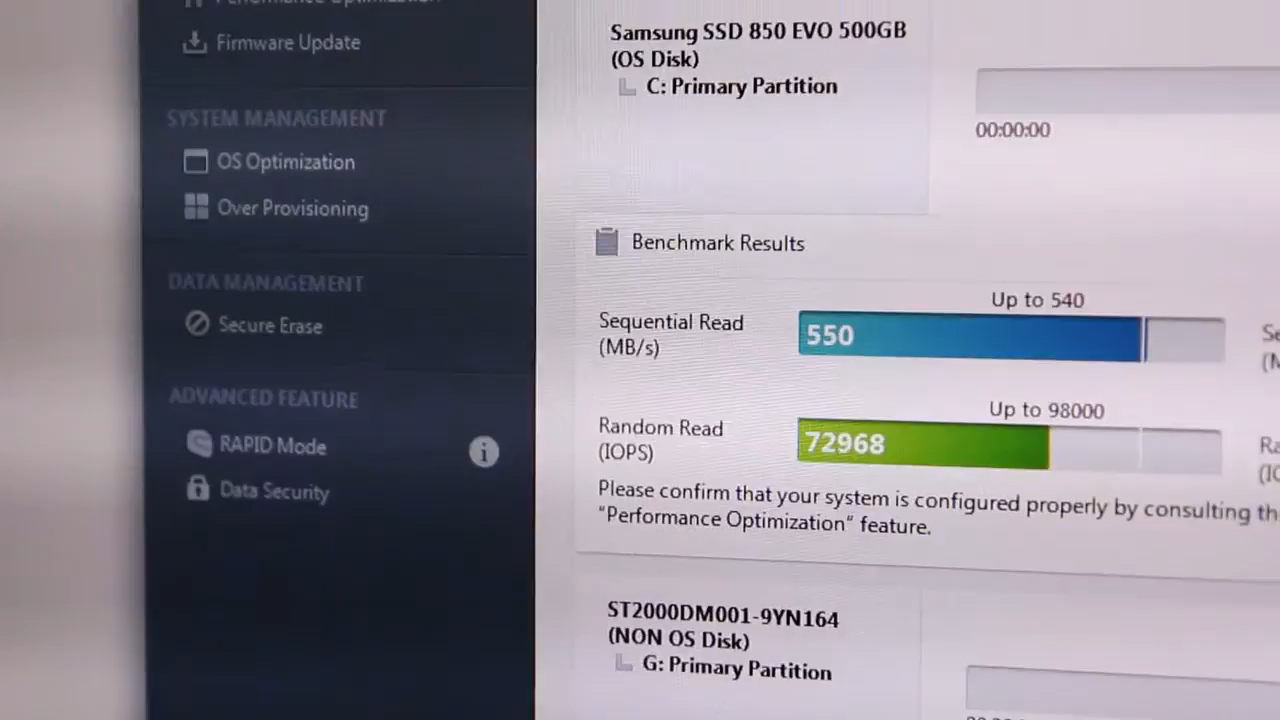 Performance Optimization
Firmware Update
SYSTEM MANAGEMENT
OS Optimization
Over Provisioning
DATA MANAGEMENT
Secure Erase
ADVANCED FEATURE
RAPID Mode
Data Security
Samsung SSD 850 EVO 500GB
(OS Disk)
C: Primary Partition
00:00:00
Benchmark Results
Up to 540
Sequential Read
(MB/s)
550
Up to 98000
Random Read
(IOPS)
72968
Please confirm that your system is configured properly by consulting
"Performance Optimization" feature.
ST2000DM001-9YN164
(NON OS Disk)
G: Primary Partition